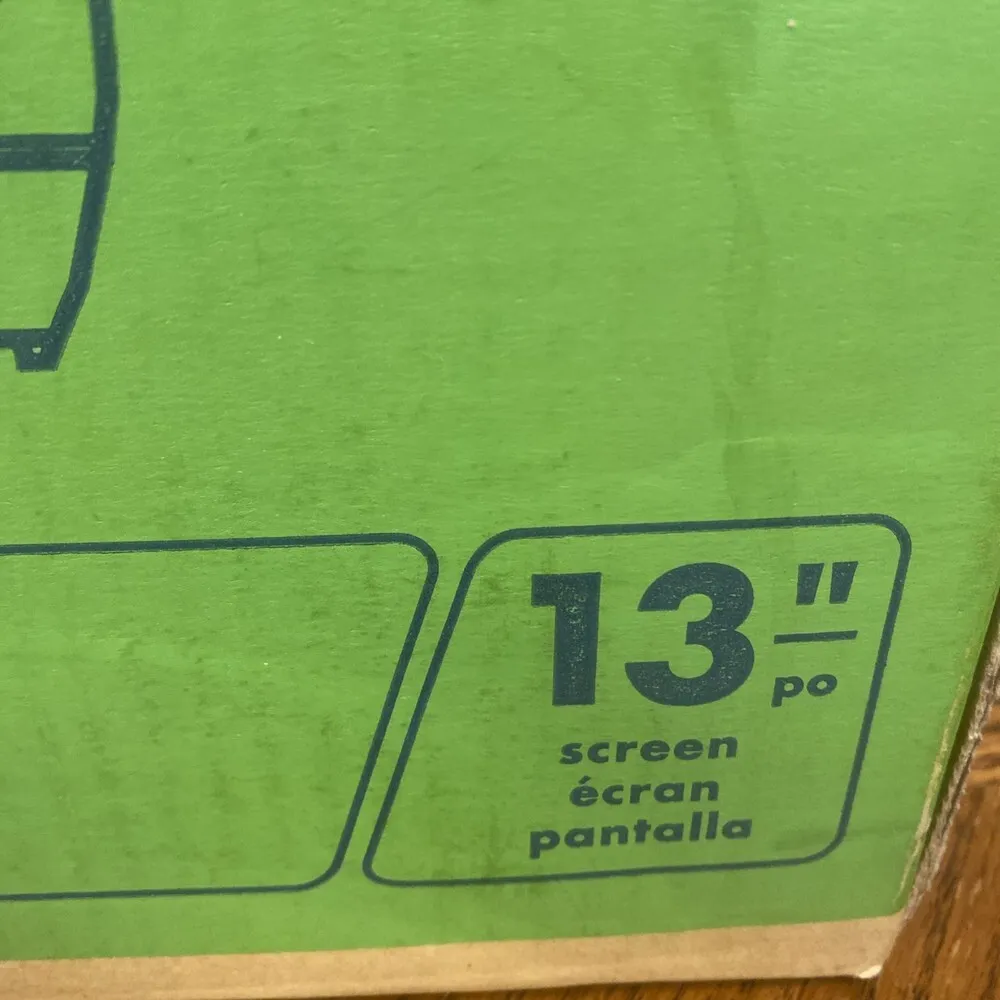 13"
po
screen
écran
pantalla